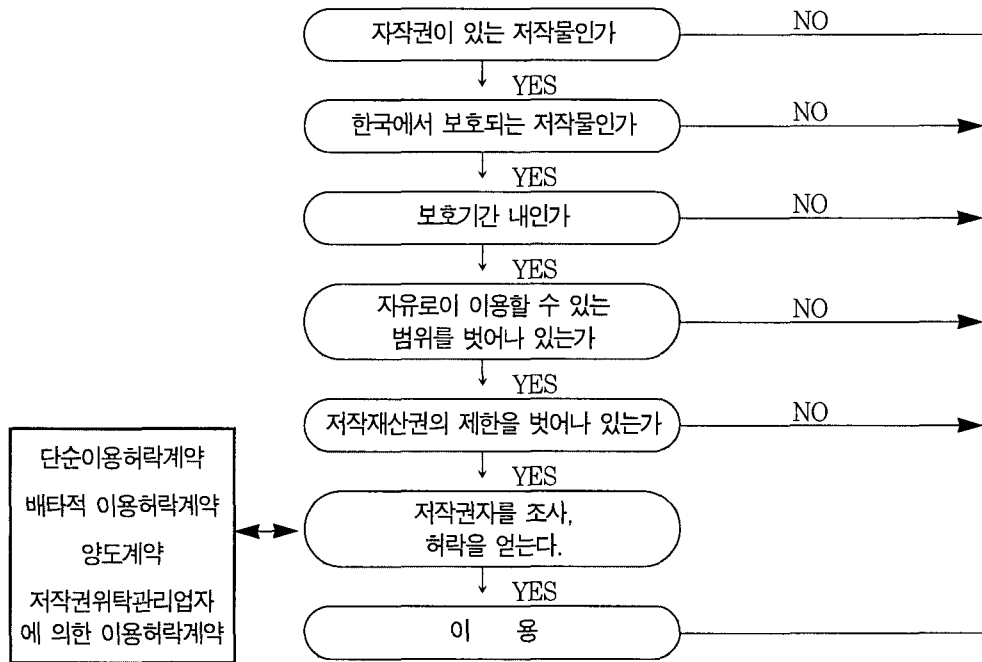 자작권이 있는 저작물인가
NO
YES
한국에서 보호되는 저작물인가
NO
YES
보호기간 내인가
NO
YES
자유로이 이용할 수 있는
범위를 벗어나 있는가
NO
YES
저작재산권의 제한을 벗어나 있는가
NO
YES
단순이용허락계약
배타적 이용허락계약
양도계약
저작권위탁관리업자
에 의한 이용허락계약
저작권자를 조사,
허락을 얻는다.
YES
이 용